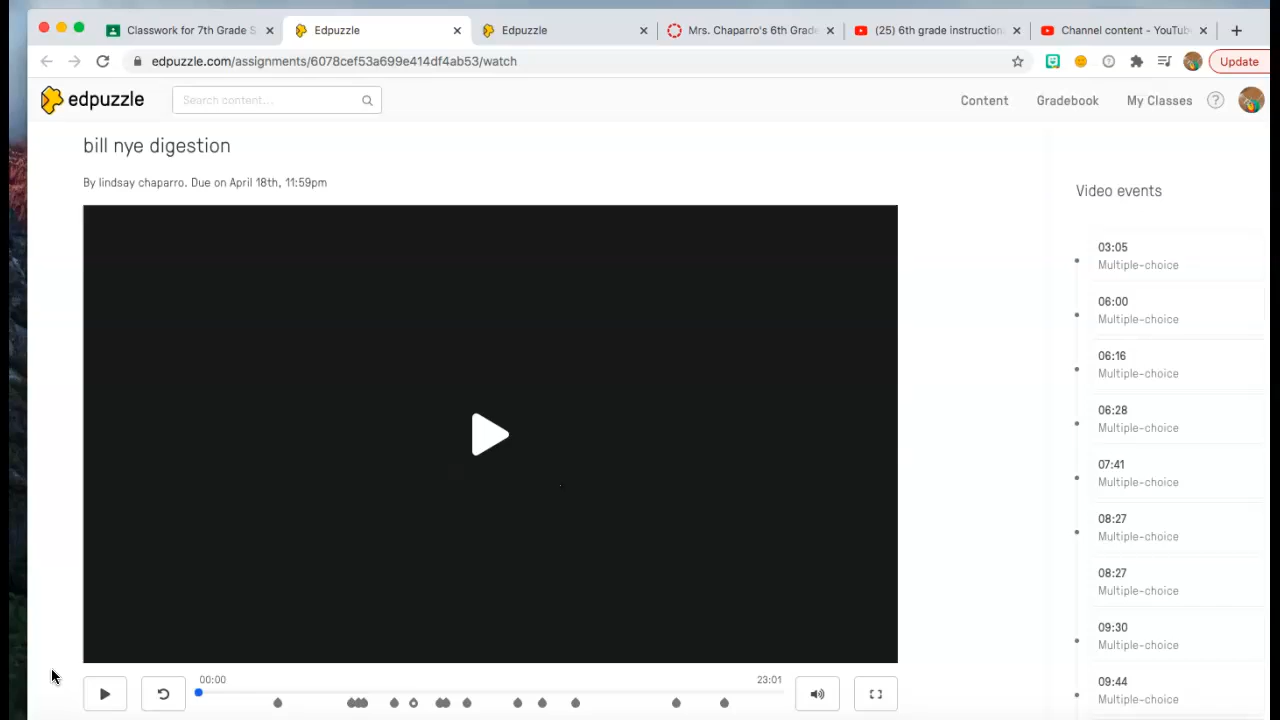 Classwork for 7th Grade S
Edpuzzle
Edpuzzle
Mrs. Chaparro's 6th Grade
(25) 6th grade instruction
Channel content - YouTub
edpuzzle.com/assignments/6078cef53a699e414df4ab53/watch
Update
edpuzzle
Search content...
Content
Gradebook
My Classes
?
bill nye digestion
By lindsay chaparro. Due on April 18th, 11:59pm
Video events
03:05
Multiple-choice
06:00
Multiple-choice
06:16
Multiple-choice
06:28
Multiple-choice
07:41
Multiple-choice
08:27
Multiple-choice
08:27
Multiple-choice
09:30
Multiple-choice
09:44
Multiple-choice
00:00
23:01